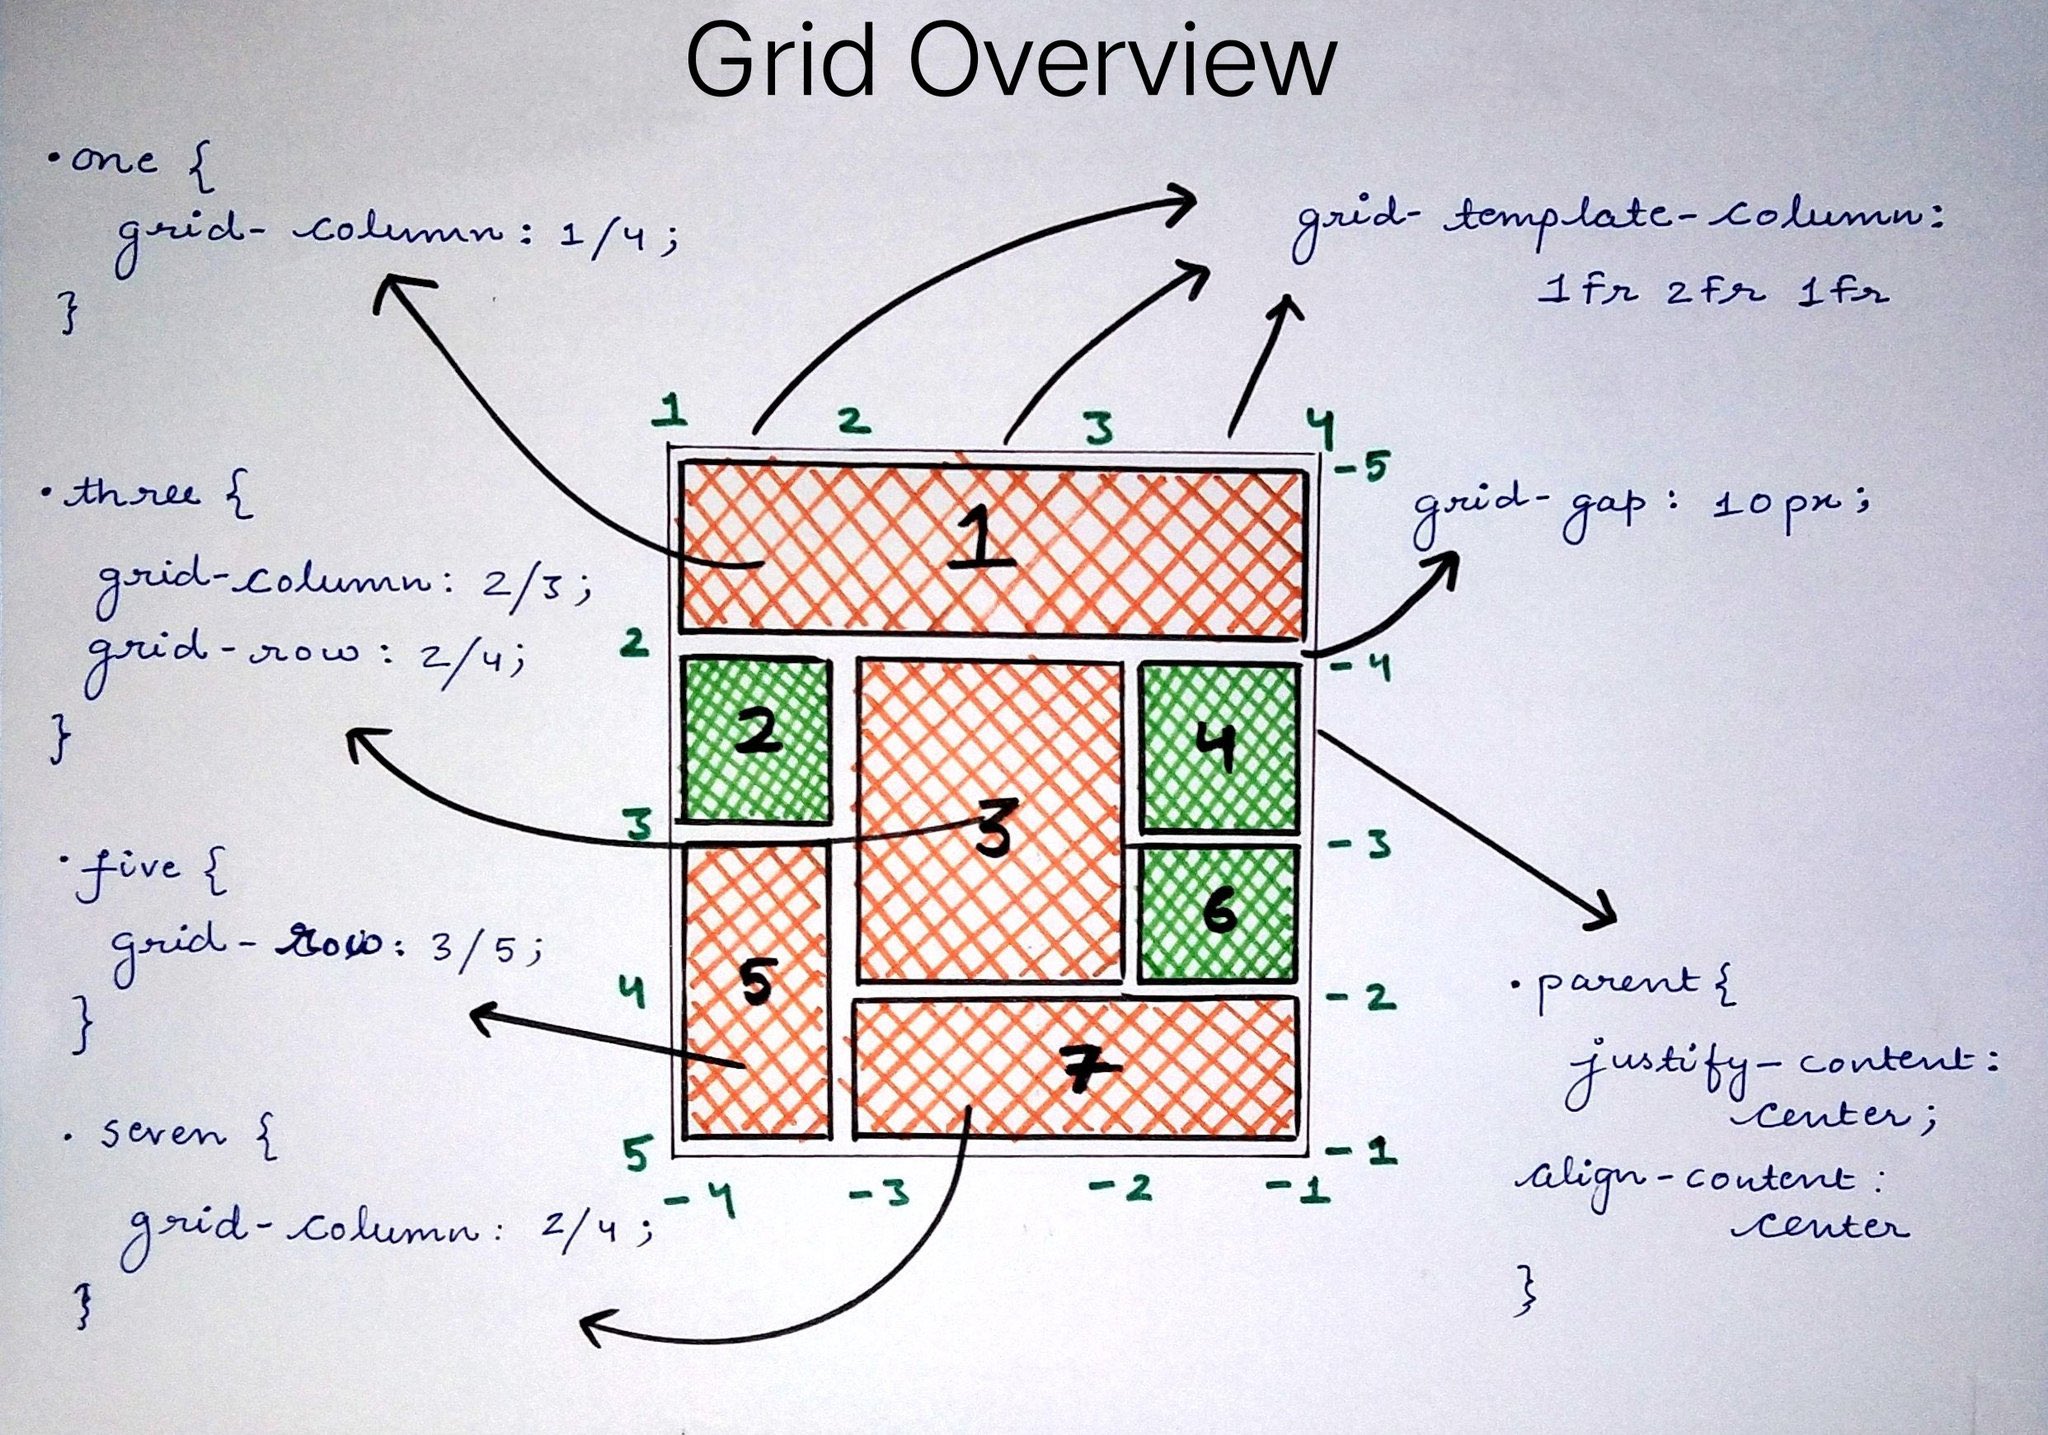 Grid Overview
.one {
grid-column: 1/4;
}
.three {
grid-column: 2/3;
grid-row: 2/4;
}
.five {
grid-row: 3/5;
}
.seven {
grid-column: 2/4;
}
1 2 3 4
2
3
4
5
1
2
3
4
5
6
7
-5
-4
-3
-2
-1
-4 -3 -2 -1
grid-template-column:
1fr 2fr 1fr
grid-gap: 10px;
.parent{
justify-content:
center;
align-content:
center
}